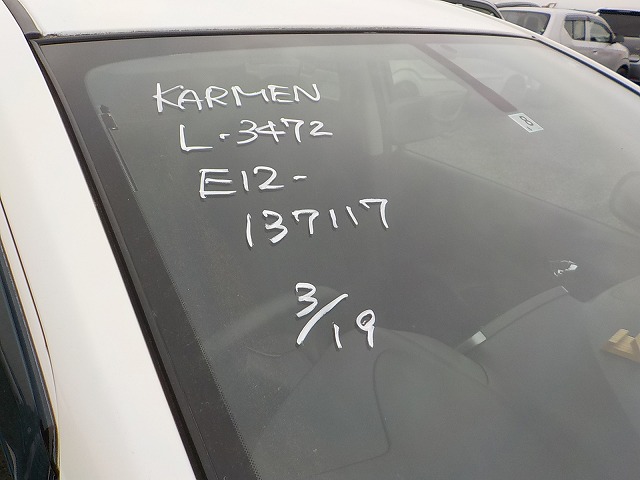 KARMEN
L-3472
E12-
137117
3/19